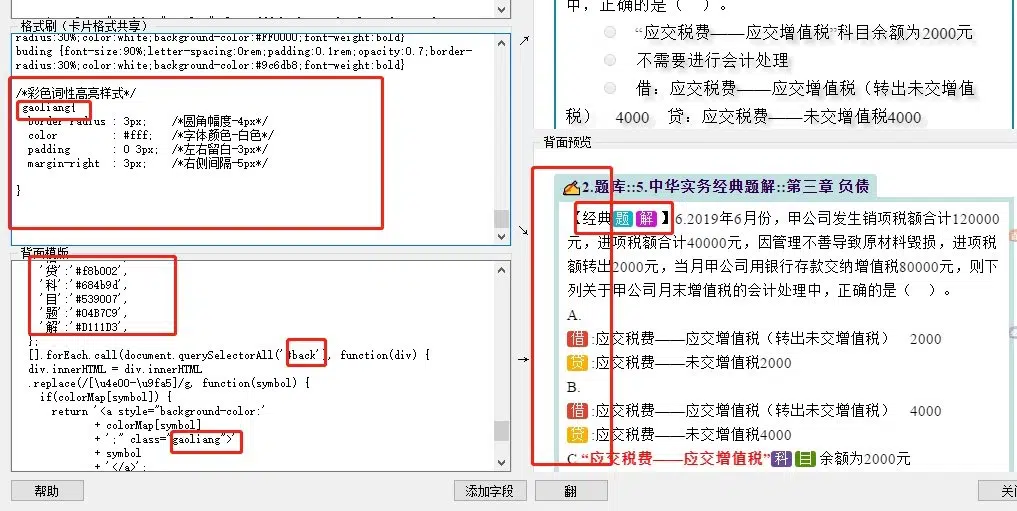 格式刷（卡片格式共享）
radius:30%;color:white;background-color:#FF0000;font-weight:bold}
buding {font-size:90%;letter-spacing:0rem;padding:0.1rem;opacity:0.7;border-
radius:30%;color:white;background-color:#9c6db8;font-weight:bold}
/*彩色词性高亮样式*/
gaoliang{
border-radius : 3px; /*圆角幅度-4px*/
color : #fff; /*字体颜色-白色*/
padding : 0 3px; /*左右留白-3px*/
margin-right : 3px; /*右侧间隔-5px*/
}
背面模版
'贷':'#f8b002',
'科':'#684b9d',
'目':'#539007',
'题':'#04B7C9',
'解':'#D111D3',
};
[].forEach.call(document.querySelectorAll('#back'), function(div) {
div.innerHTML = div.innerHTML
.replace(/[\u4e00-\u9fa5]/g, function(symbol) {
if(colorMap[symbol]) {
return '<a style="background-color:'
+ colorMap[symbol]
+ ';" class="gaoliang">'
+ symbol
+ '</a>';
帮助
添加字段
中，正确的是（ ）。
“应交税费——应交增值税”科目余额为2000元
不需要进行会计处理
借：应交税费——应交增值税（转出未交增值
税） 4000 贷：应交税费——未交增值税4000
背面预览
✍2.题库::5.中华实务经典题解::第三章 负债
【经典题解】6.2019年6月份，甲公司发生销项税额合计120000
元，进项税额合计40000元，因管理不善导致原材料毁损，进项税
额转出2000元，当月甲公司用银行存款交纳增值税80000元，则下
列关于甲公司月末增值税的会计处理中，正确的是（ ）。
A.
借:应交税费——应交增值税（转出未交增值税） 2000
贷:应交税费——未交增值税2000
B.
借:应交税费——应交增值税（转出未交增值税） 4000
贷:应交税费——未交增值税4000
C.“应交税费——应交增值税”科目余额为2000元
翻
关闭